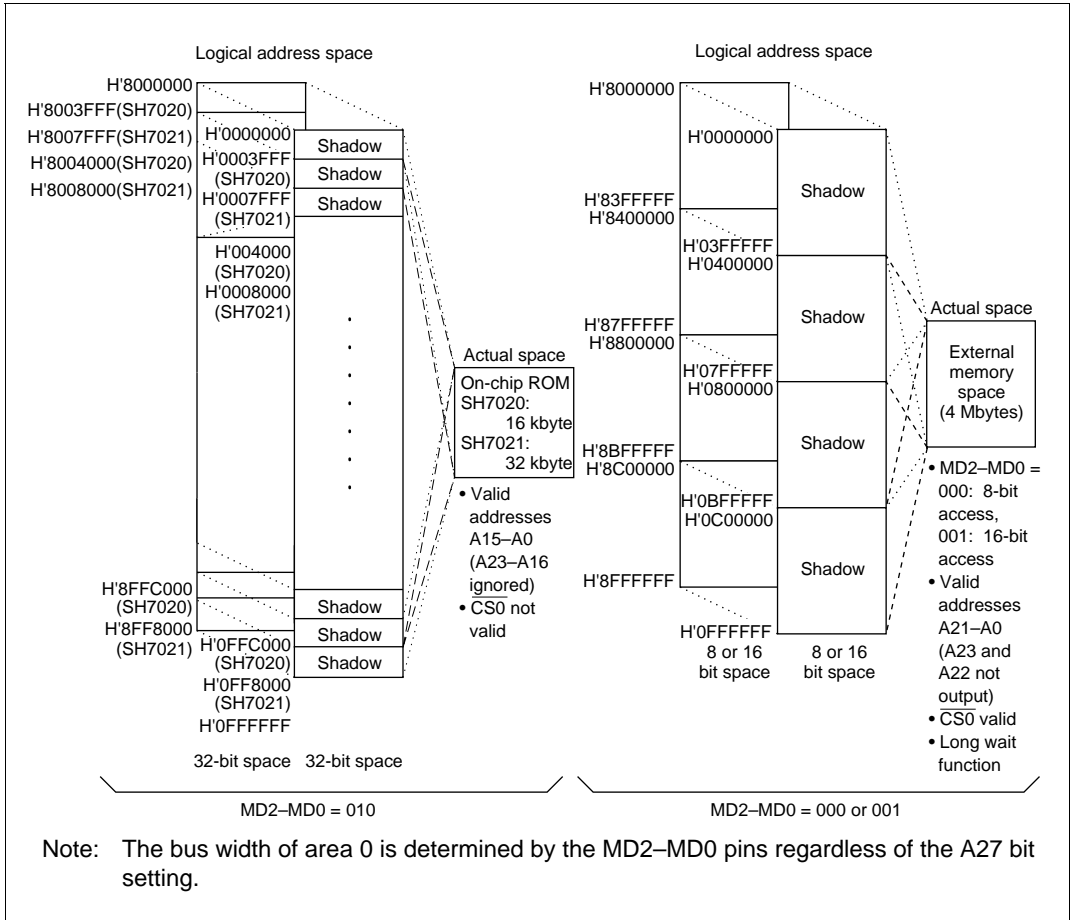 Logical address space
H'8000000
H'8003FFF(SH7020)
H'8007FFF(SH7021)
H'8004000(SH7020)
H'8008000(SH7021)
H'0000000
H'0003FFF
(SH7020)
H'0007FFF
(SH7021)
H'004000
(SH7020)
H'0008000
(SH7021)
Shadow
Shadow
Shadow
Actual space
On-chip ROM
SH7020:
16 kbyte
SH7021:
32 kbyte
• Valid
addresses
A15–A0
(A23–A16
ignored)
• CS0 not
valid
H'8FFC000
(SH7020)
H'8FF8000
(SH7021)
H'0FFC000
(SH7020)
H'0FF8000
(SH7021)
H'0FFFFFF
Shadow
Shadow
Shadow
32-bit space 32-bit space
MD2–MD0 = 010
Logical address space
H'8000000
H'0000000
Shadow
H'83FFFFF
H'8400000
H'03FFFFF
H'0400000
Shadow
H'87FFFFF
H'8800000
H'07FFFFF
H'0800000
Shadow
H'8BFFFFF
H'8C00000
H'0BFFFFF
H'0C00000
Shadow
H'8FFFFFF
H'0FFFFFF
8 or 16
bit space
8 or 16
bit space
Actual space
External
memory
space
(4 Mbytes)
• MD2–MD0 =
000: 8-bit
access,
001: 16-bit
access
• Valid
addresses
A21–A0
(A23 and
A22 not
output)
• CS0 valid
• Long wait
function
MD2–MD0 = 000 or 001
Note: The bus width of area 0 is determined by the MD2–MD0 pins regardless of the A27 bit
setting.